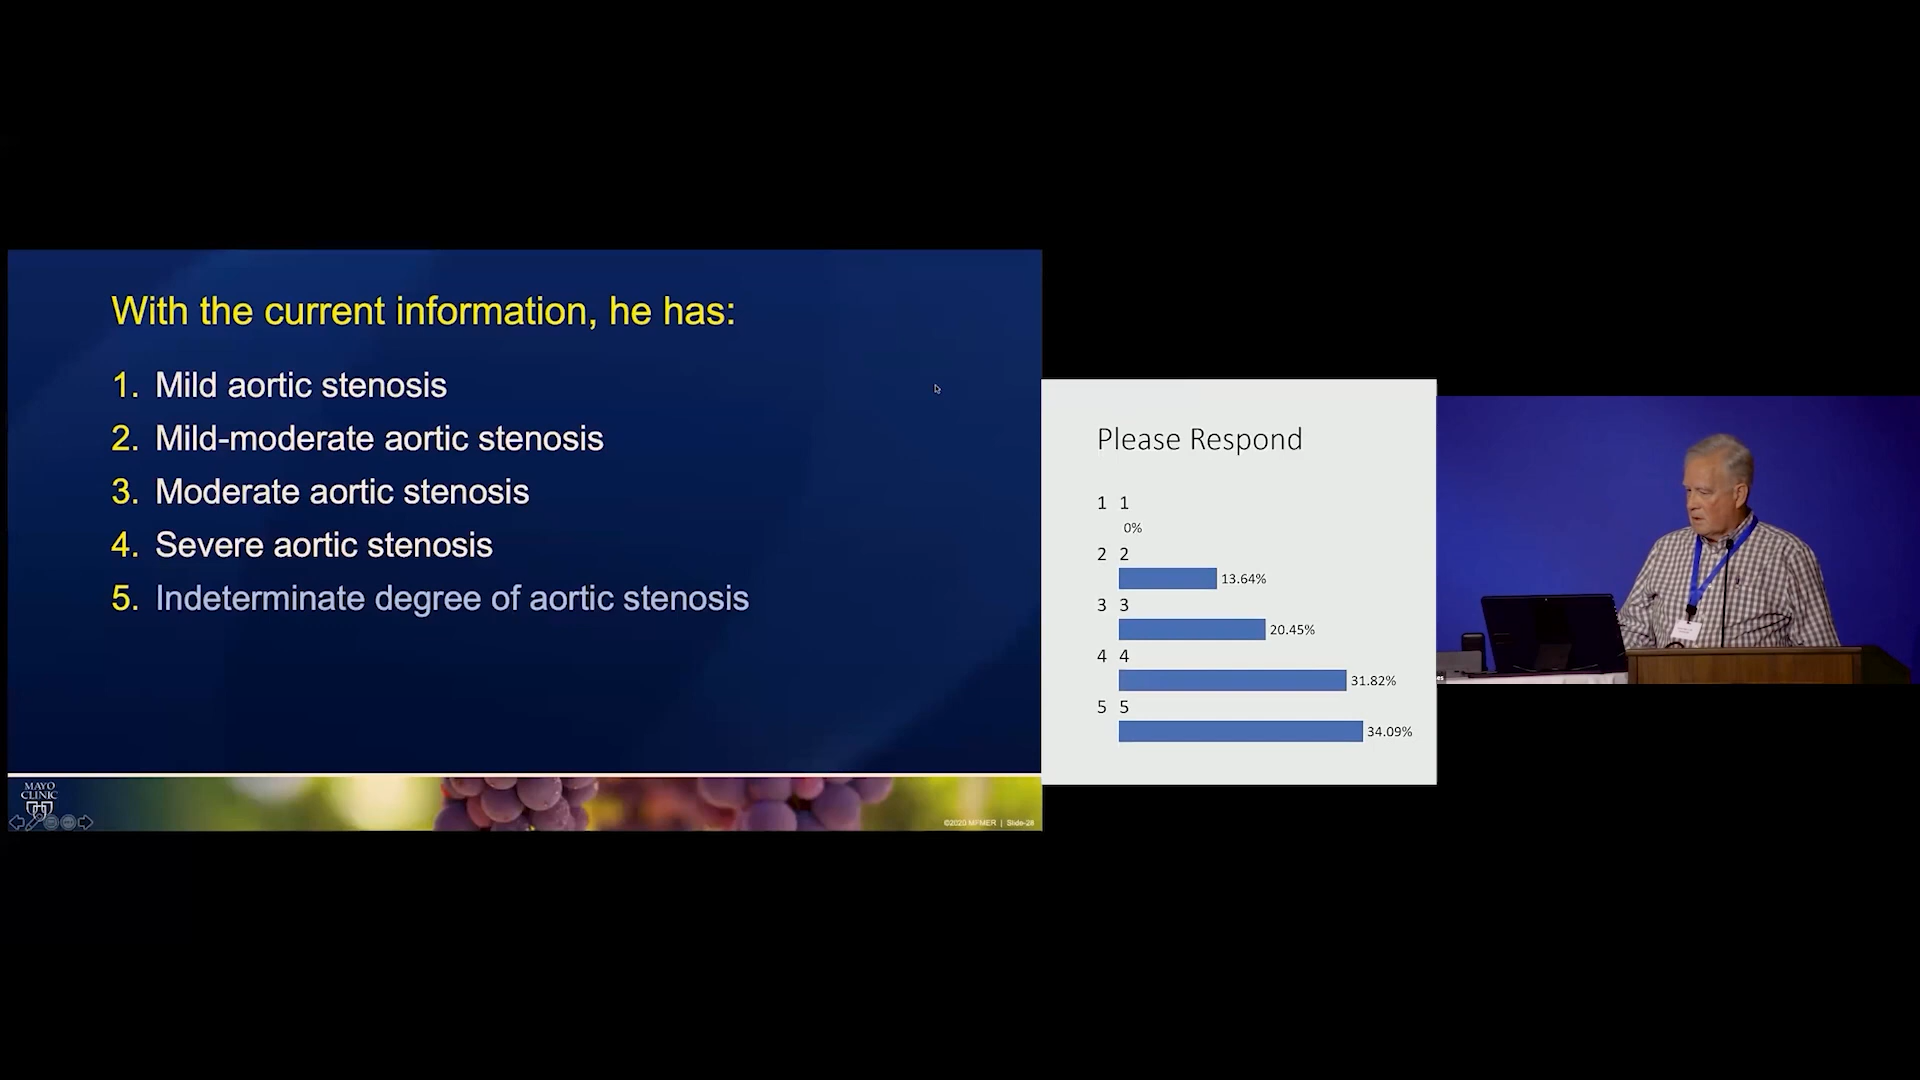 With the current information, he has:
1. Mild aortic stenosis
2. Mild-moderate aortic stenosis
3. Moderate aortic stenosis
4. Severe aortic stenosis
5. Indeterminate degree of aortic stenosis
MAYO
CLINIC
©2020 MFMER | Slide-28
Please Respond
1 1
0%
2 2
13.64%
3 3
20.45%
4 4
31.82%
5 5
34.09%